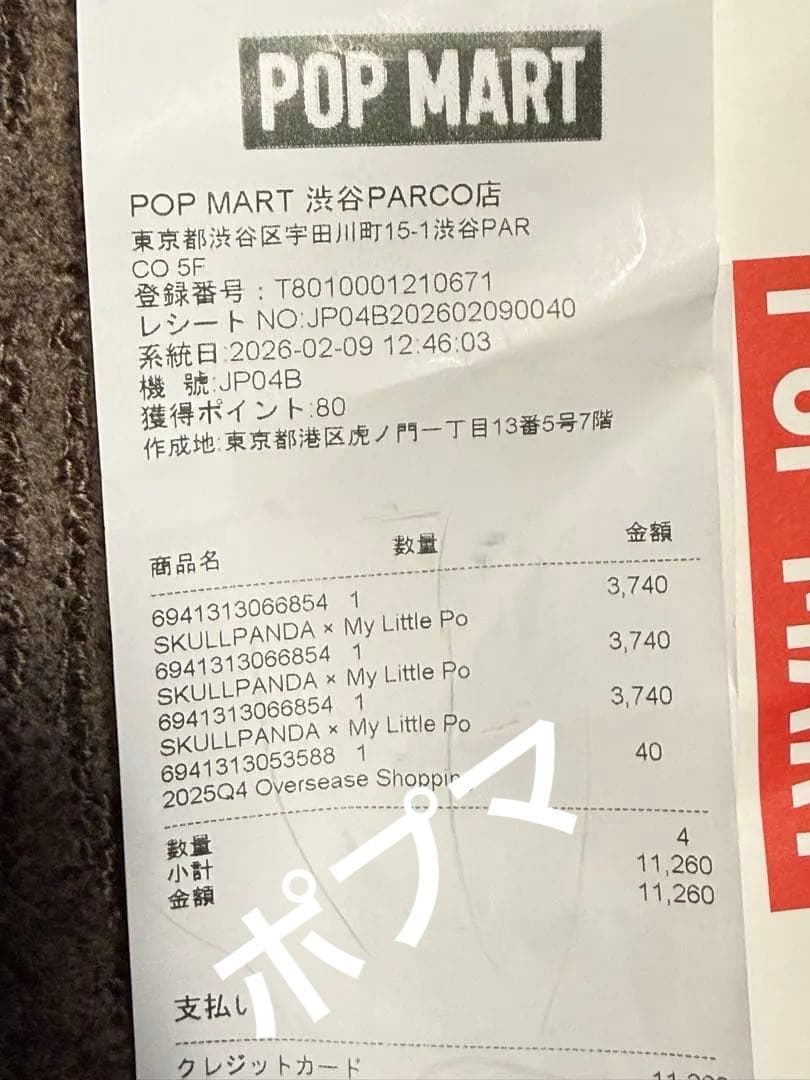 POP MART
POP MART 渋谷PARCO店
東京都渋谷区宇田川町15-1渋谷PAR
CO 5F
登録番号：T8010001210671
レシート NO:JP04B202602090040
系統日:2026-02-09 12:46:03
機 號:JP04B
獲得ポイント:80
作成地:東京都港区虎ノ門一丁目13番5号7階
商品名 数量 金額
6941313066854 1 3,740
SKULLPANDA × My Little Po
6941313066854 1 3,740
SKULLPANDA × My Little Po
6941313066854 1 3,740
SKULLPANDA × My Little Po
6941313053588 1 40
2025Q4 Oversease Shoppin
数量 4
小計 11,260
金額 11,260
ポプマ
支払い
クレジットカード
POP MART